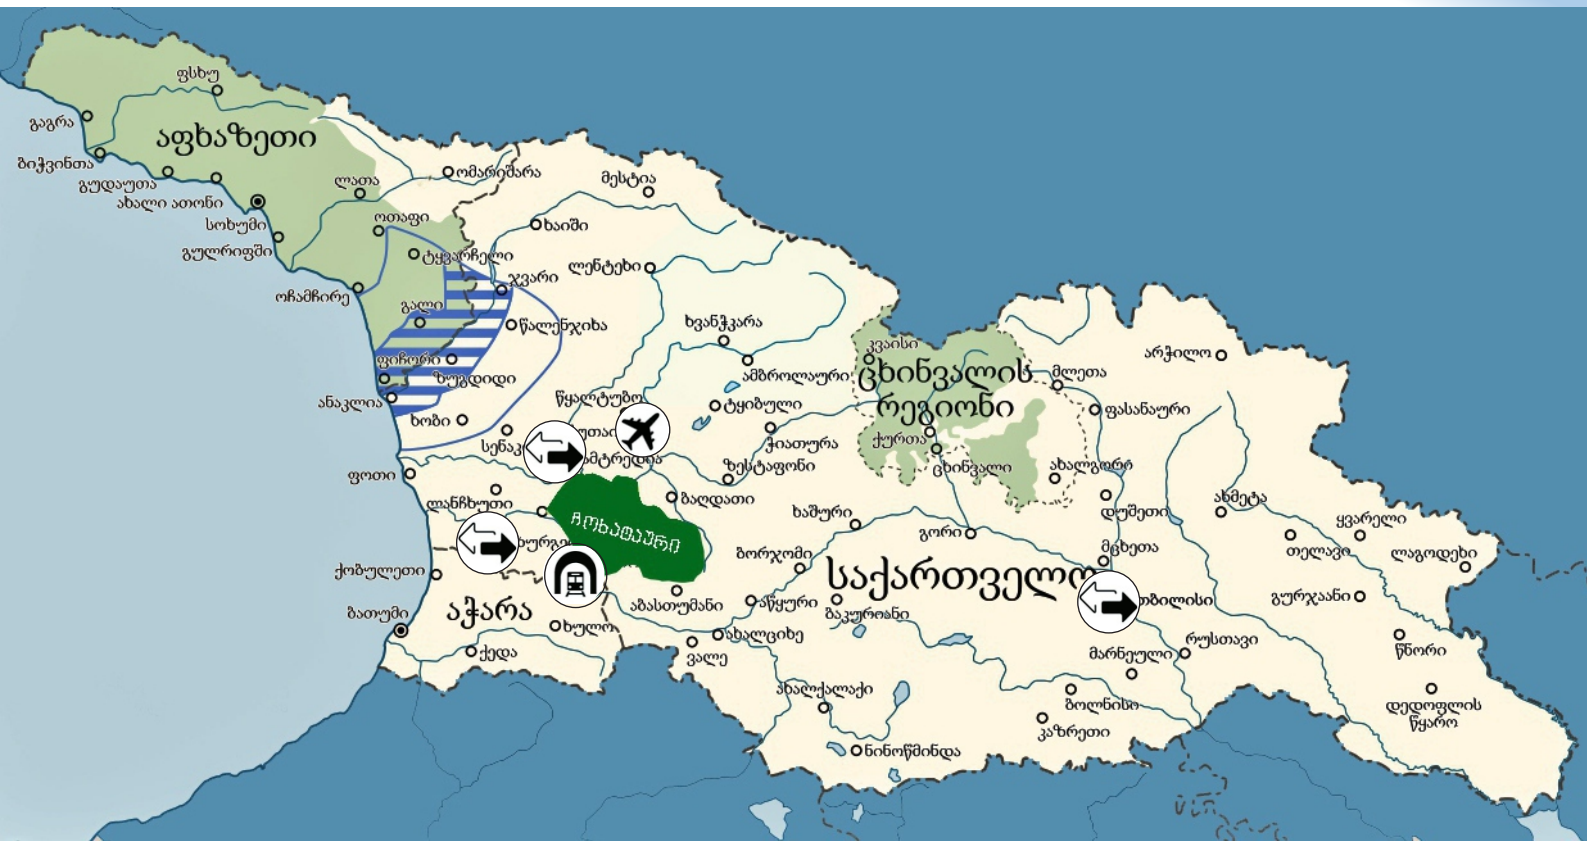 ფსხუ
გაგრა
აფხაზეთი
ბიჭვინთა
გუდაუთა
ახალი ათონი
სოხუმი
გულრიფში
ლათა
ომარიშარა
მესტია
ოთაფი
ხაიში
ტყვარჩელი
ლენტეხი
ჯვარი
ოჩამჩირე
გალი
წალენჯიხა
ხვანჭკარა
ფიჩორი
ზუგდიდი
ამბროლაური
ანაკლია
წყალტუბო
ხობი
ტყიბული
ჭიათურა
კვაისი
ცხინვალის
რეგიონი
ქურთა
ცხინვალი
მლეთა
არჭილო
ფასანაური
ახალგორი
ფოთი
ზესტაფონი
ლანჩხუთი
ბაღდათი
ჩოხატაური
ხაშური
გორი
დუშეთი
ახმეტა
ყვარელი
თელავი
ლაგოდეხი
მცხეთა
ბორჯომი
საქართველო
ქობულეთი
აბასთუმანი
აწყური
ბაკურიანი
გურჯაანი
ბათუმი
აჭარა
ხულო
ახალციხე
ვალე
ქედა
რუსთავი
მარნეული
წნორი
ახალქალაქი
ბოლნისი
კაზრეთი
დედოფლის
წყარო
ნინოწმინდა